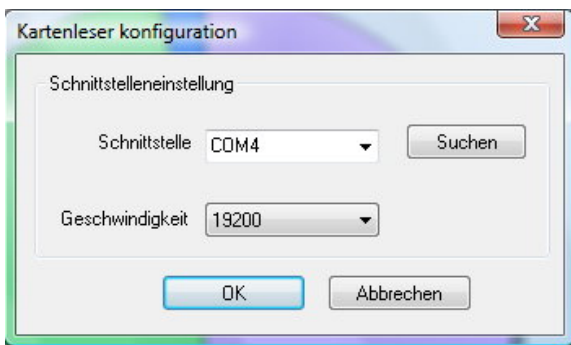 Kartenleser konfiguration
Schnittstelleneinstellung
Schnittstelle COM4 Suchen
Geschwindigkeit 19200
OK Abbrechen